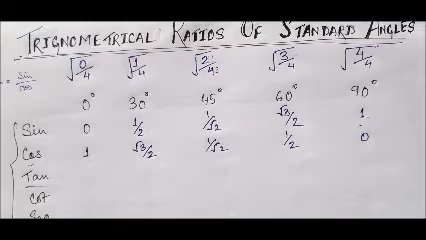 TRIGNOMETRICAL RATIOS OF STANDARD ANGLES
= Sin/cos √0/4 √1/4 √2/4 √3/4 √4/4
0° 30° 45° 60° 90°
Sin 0 1/2 1/√2 √3/2 1
Cos 1 √3/2 1/√2 1/2 0
Tan
Cot